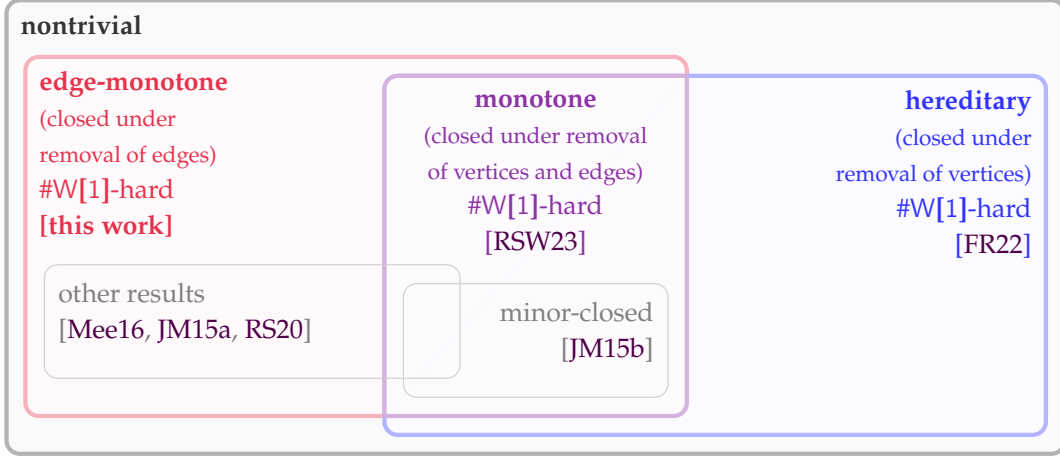 nontrivial
edge-monotone
(closed under
removal of edges)
#W[1]-hard
[this work]
monotone
(closed under removal
of vertices and edges)
#W[1]-hard
[RSW23]
hereditary
(closed under
removal of vertices)
#W[1]-hard
[FR22]
other results
[Mee16, JM15a, RS20]
minor-closed
[JM15b]